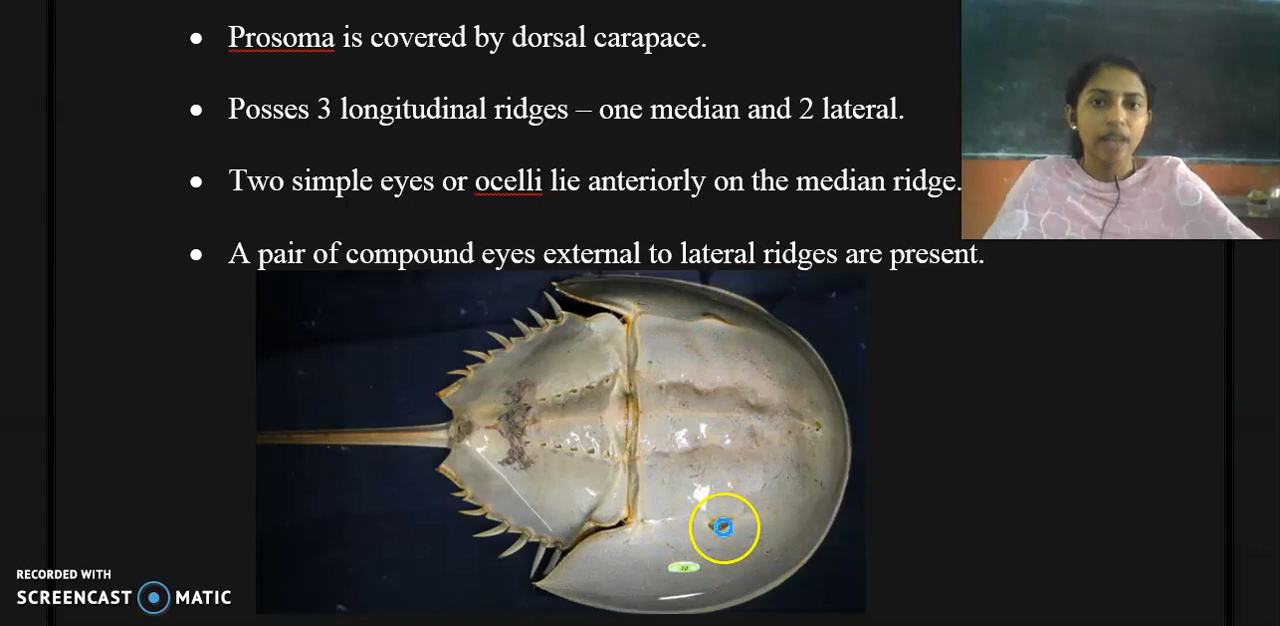 • Prosoma is covered by dorsal carapace.
• Posses 3 longitudinal ridges – one median and 2 lateral.
• Two simple eyes or ocelli lie anteriorly on the median ridge.
• A pair of compound eyes external to lateral ridges are present.
RECORDED WITH
SCREENCAST MATIC